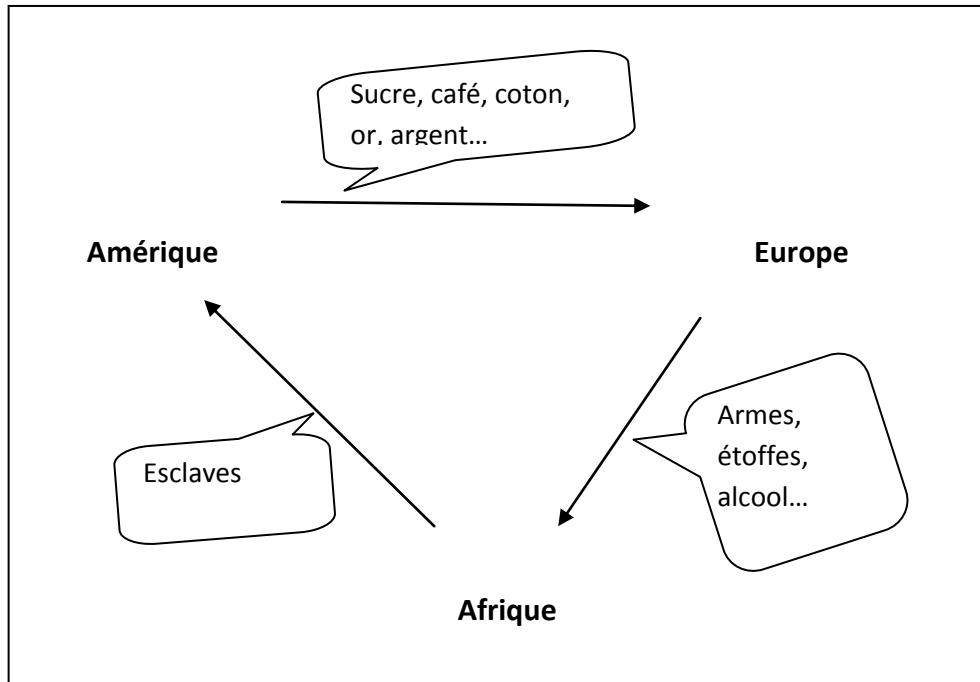 Sucre, café, coton,
or, argent...
Amérique
Europe
Armes,
étoffes,
alcool...
Esclaves
Afrique